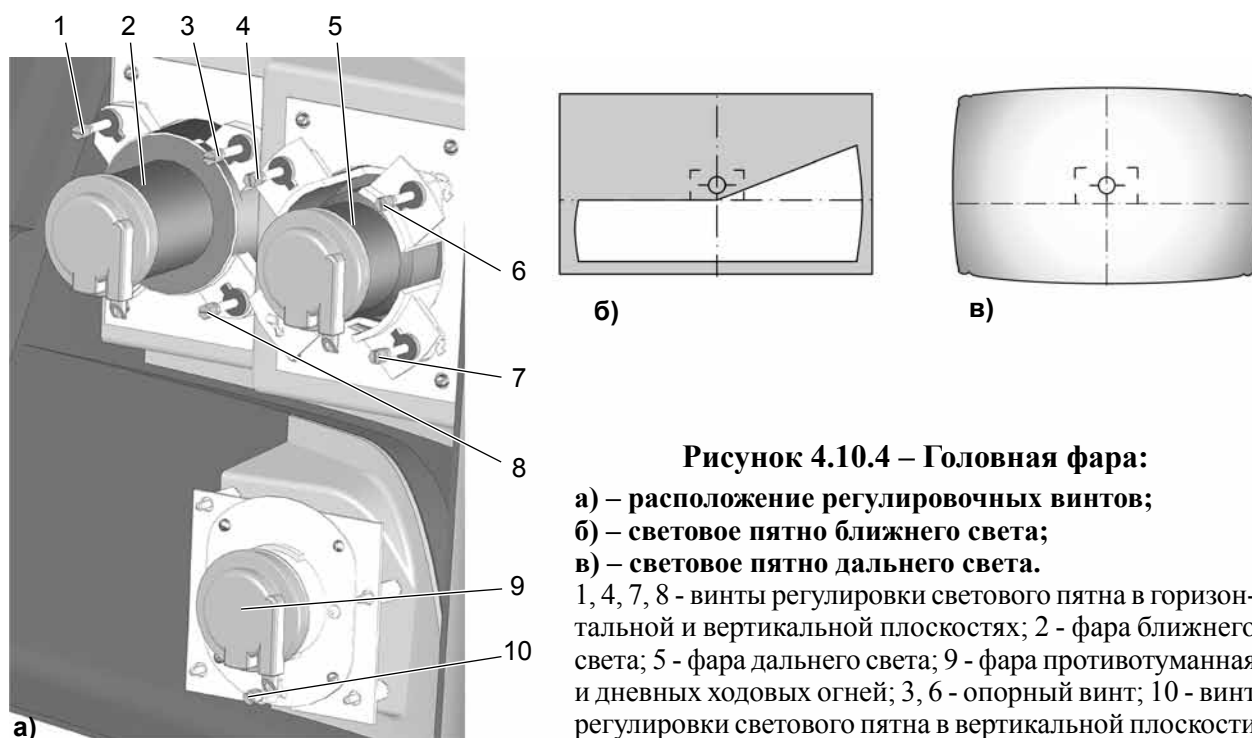 1 2 3 4 5
6
7
8
9
10
а)
б)
в)
Рисунок 4.10.4 – Головная фара:
а) – расположение регулировочных винтов;
б) – световое пятно ближнего света;
в) – световое пятно дальнего света.
1, 4, 7, 8 - винты регулировки светового пятна в горизон-
тальной и вертикальной плоскостях; 2 - фара ближнего
света; 5 - фара дальнего света; 9 - фара противотуманная
и дневных ходовых огней; 3, 6 - опорный винт; 10 - винт
регулировки светового пятна в вертикальной плоскости